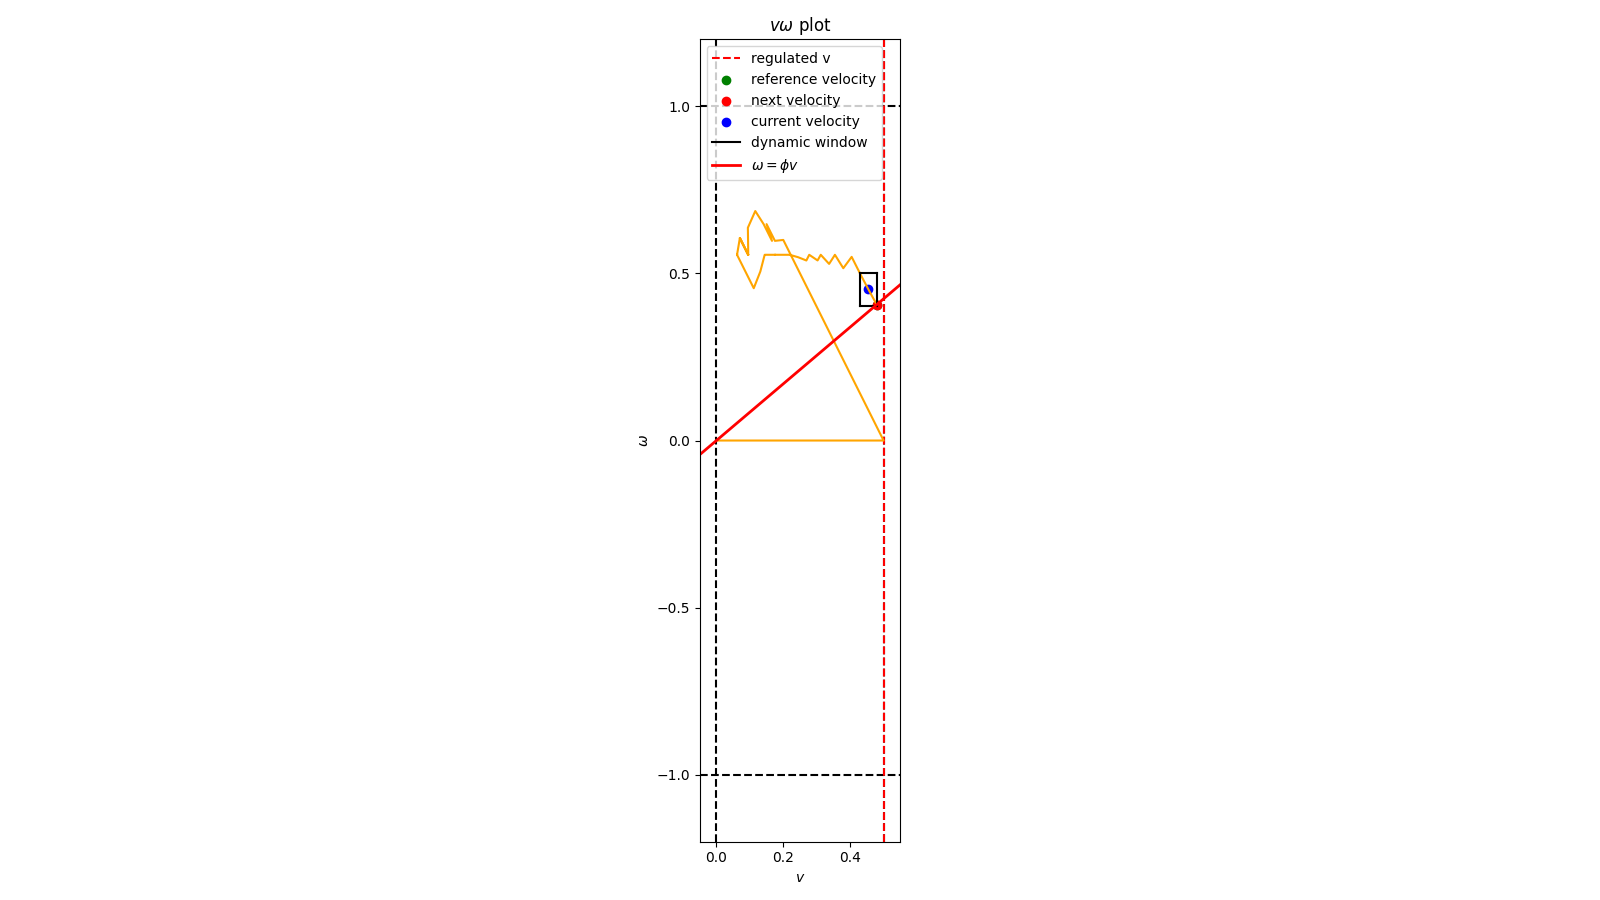 vω plot
regulated v
reference velocity
next velocity
current velocity
dynamic window
ω = ϕv
1.0
0.5
0.0
−0.5
−1.0
ω
0.0 0.2 0.4
v